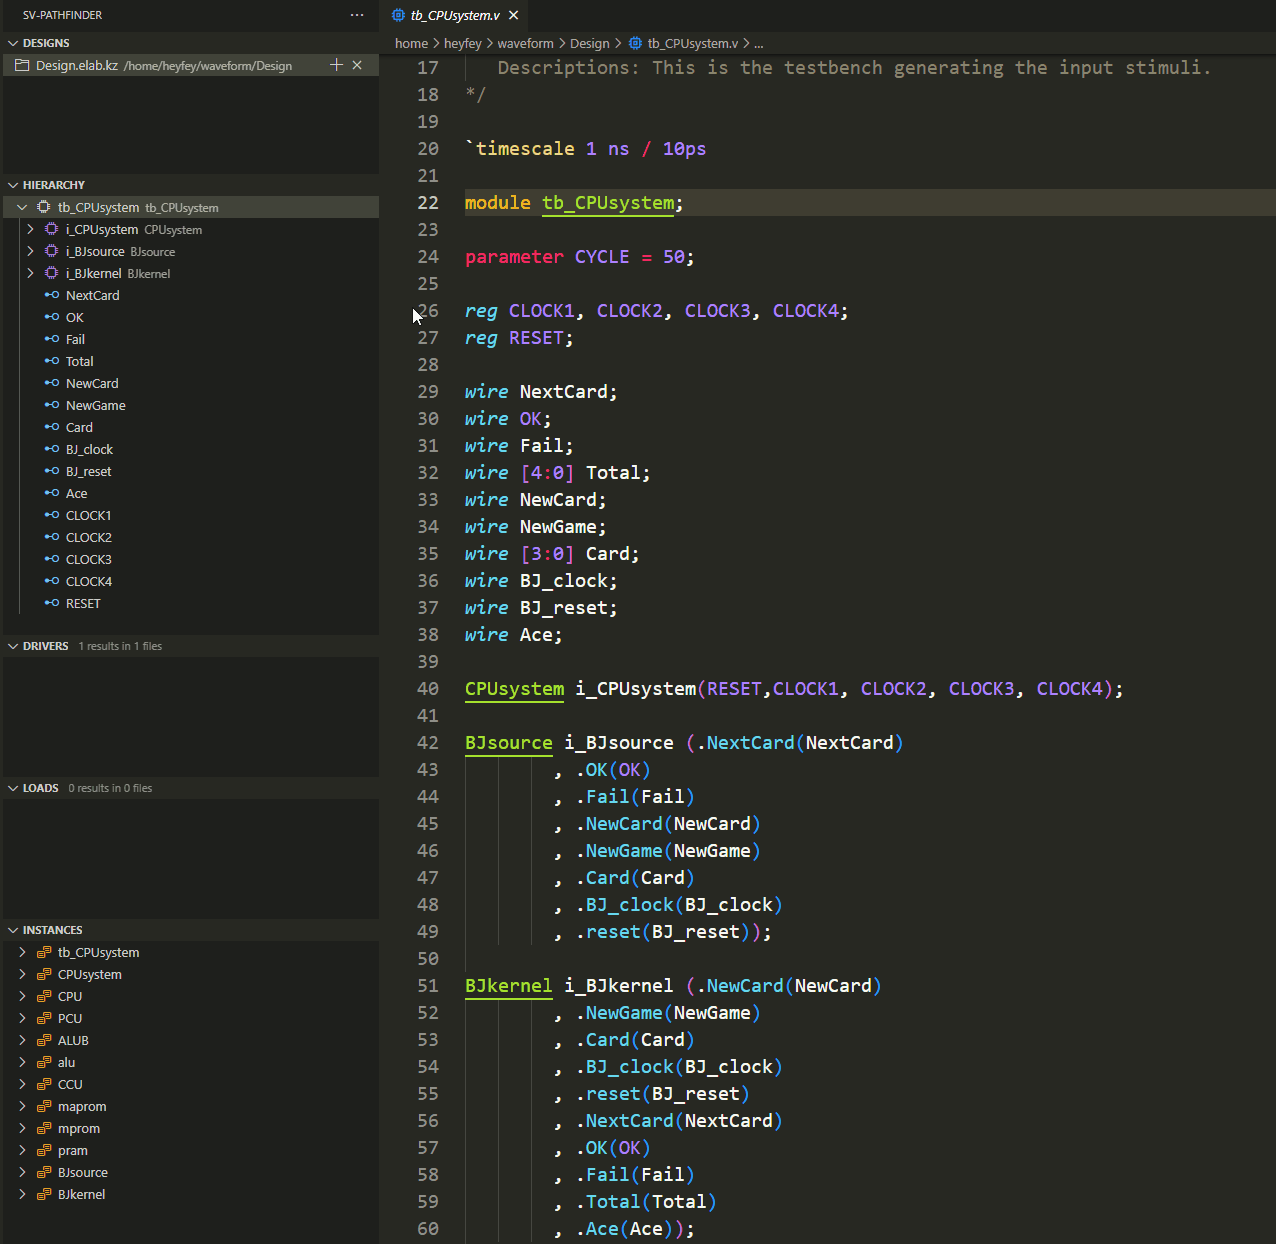 SV-PATHFINDER
DESIGNS
Design.elab.kz /home/heyfey/waveform/Design
HIERARCHY
tb_CPUsystem tb_CPUsystem
i_CPUsystem CPUsystem
i_BJsource BJsource
i_BJkernel BJkernel
NextCard
OK
Fail
Total
NewCard
NewGame
Card
BJ_clock
BJ_reset
Ace
CLOCK1
CLOCK2
CLOCK3
CLOCK4
RESET
DRIVERS 1 results in 1 files
LOADS 0 results in 0 files
INSTANCES
tb_CPUsystem
CPUsystem
CPU
PCU
ALUB
alu
CCU
maprom
mprom
pram
BJsource
BJkernel
tb_CPUsystem.v
home > heyfey > waveform > Design > tb_CPUsystem.v > ...
17 Descriptions: This is the testbench generating the input stimuli.
18 */
19
20 `timescale 1 ns / 10ps
21
22 module tb_CPUsystem;
23
24 parameter CYCLE = 50;
25
26 reg CLOCK1, CLOCK2, CLOCK3, CLOCK4;
27 reg RESET;
28
29 wire NextCard;
30 wire OK;
31 wire Fail;
32 wire [4:0] Total;
33 wire NewCard;
34 wire NewGame;
35 wire [3:0] Card;
36 wire BJ_clock;
37 wire BJ_reset;
38 wire Ace;
39
40 CPUsystem i_CPUsystem(RESET,CLOCK1, CLOCK2, CLOCK3, CLOCK4);
41
42 BJsource i_BJsource (.NextCard(NextCard)
43 , .OK(OK)
44 , .Fail(Fail)
45 , .NewCard(NewCard)
46 , .NewGame(NewGame)
47 , .Card(Card)
48 , .BJ_clock(BJ_clock)
49 , .reset(BJ_reset));
50
51 BJkernel i_BJkernel (.NewCard(NewCard)
52 , .NewGame(NewGame)
53 , .Card(Card)
54 , .BJ_clock(BJ_clock)
55 , .reset(BJ_reset)
56 , .NextCard(NextCard)
57 , .OK(OK)
58 , .Fail(Fail)
59 , .Total(Total)
60 , .Ace(Ace));